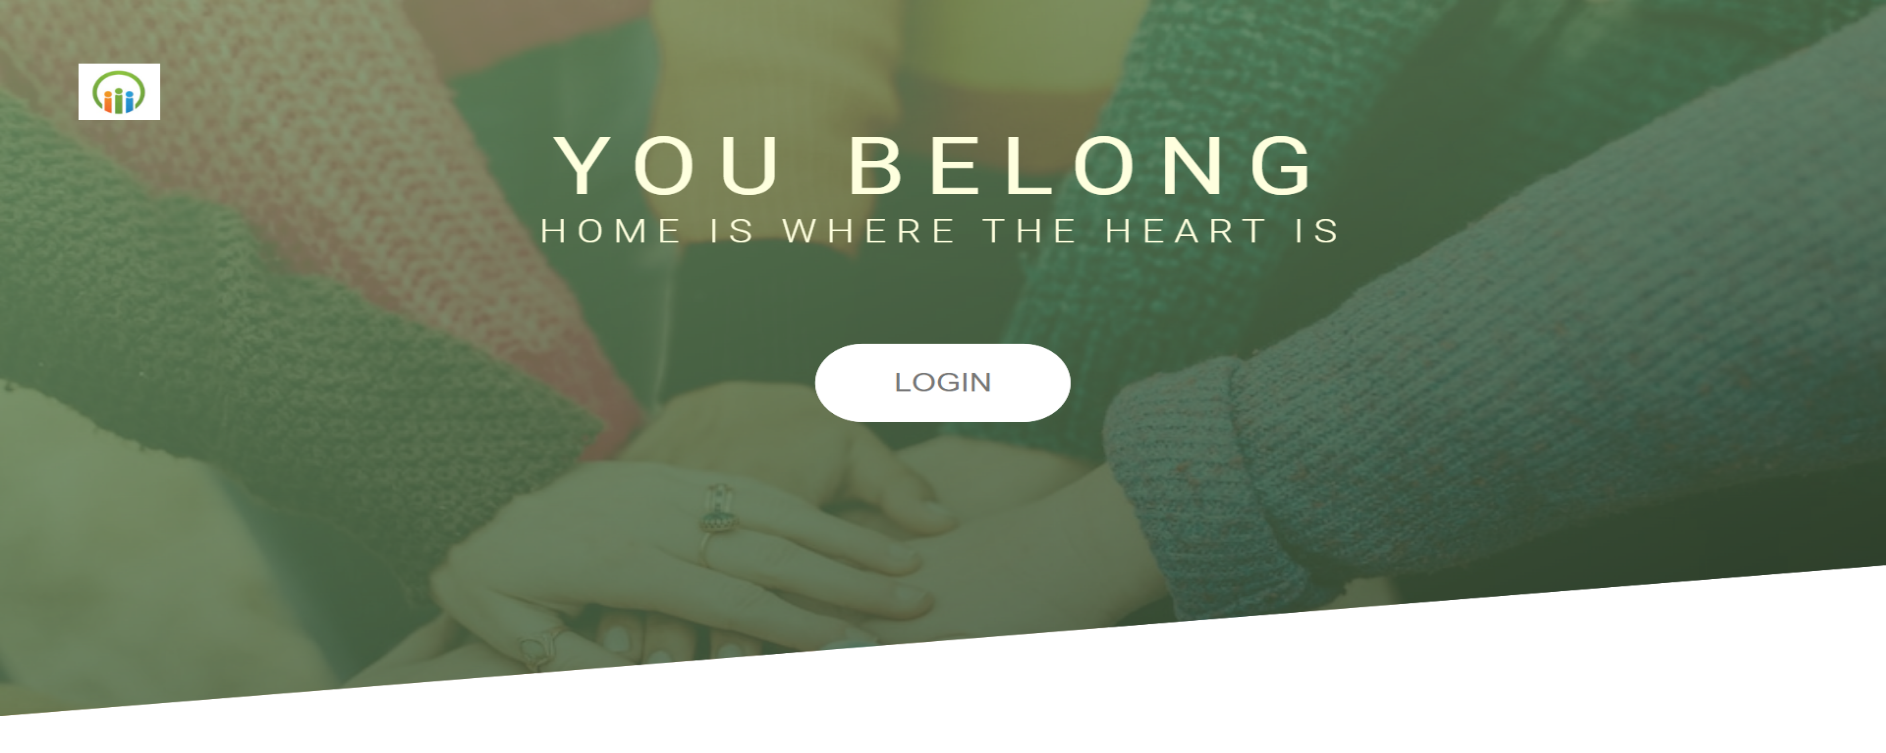 YOU BELONG
HOME IS WHERE THE HEART IS
LOGIN